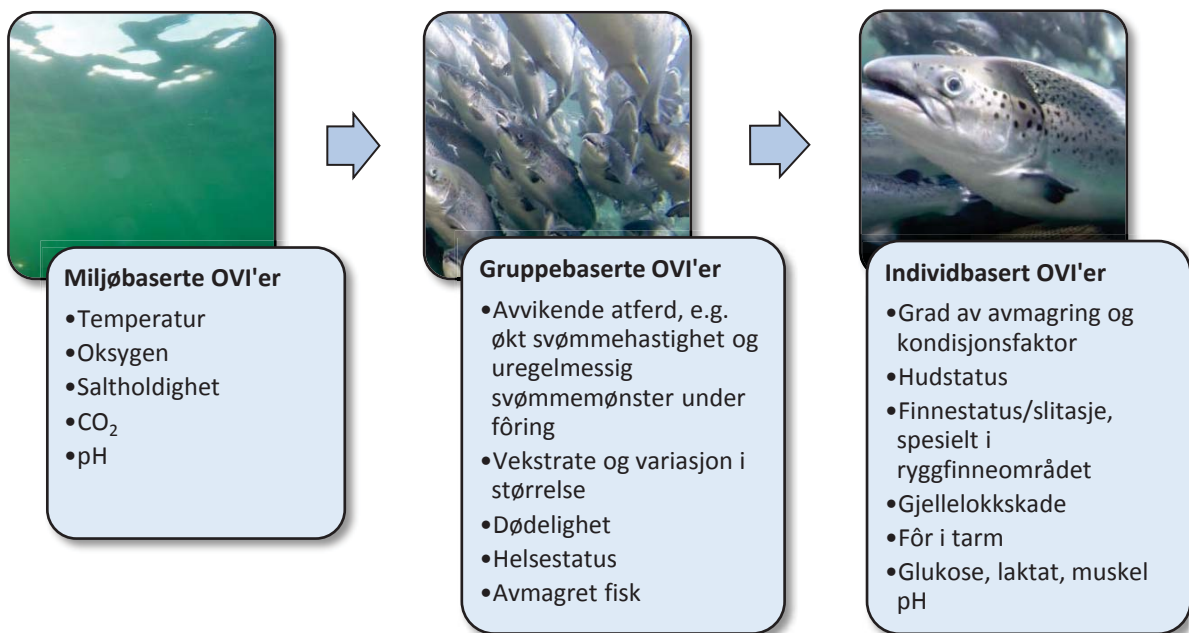 Miljøbaserte OVI'er
•Temperatur
•Oksygen
•Saltholdighet
•CO₂
•pH
Gruppebaserte OVI'er
•Avvikende atferd, e.g.
økt svømmehastighet og
uregelmessig
svømmemønster under
fôring
•Vekstrate og variasjon i
størrelse
•Dødelighet
•Helsestatus
•Avmagret fisk
Individbasert OVI'er
•Grad av avmagring og
kondisjonsfaktor
•Hudstatus
•Finnestatus/slitasje,
spesielt i
ryggfinneområdet
•Gjellelokkskade
•Fôr i tarm
•Glukose, laktat, muskel
pH